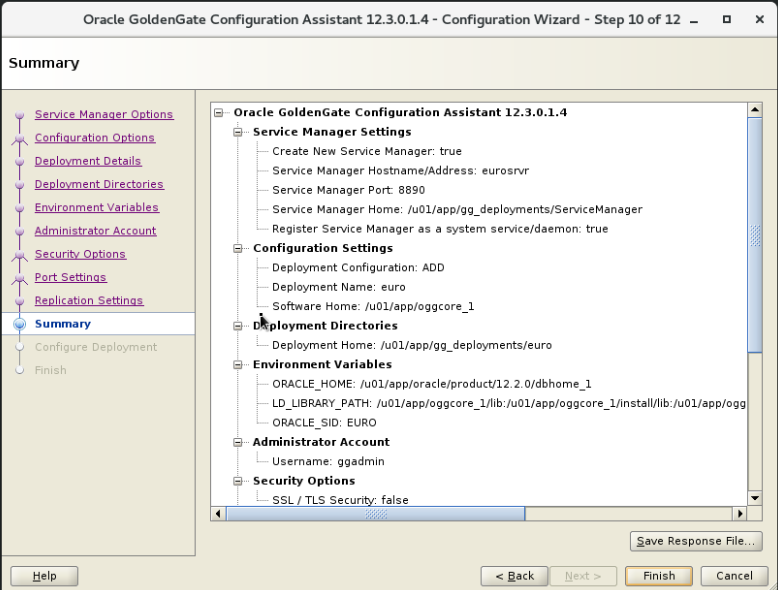 Oracle GoldenGate Configuration Assistant 12.3.0.1.4 - Configuration Wizard - Step 10 of 12
Summary
Service Manager Options
Configuration Options
Deployment Details
Deployment Directories
Environment Variables
Administrator Account
Security Options
Port Settings
Replication Settings
Summary
Configure Deployment
Finish
Oracle GoldenGate Configuration Assistant 12.3.0.1.4
Service Manager Settings
Create New Service Manager: true
Service Manager Hostname/Address: eurosrvr
Service Manager Port: 8890
Service Manager Home: /u01/app/gg_deployments/ServiceManager
Register Service Manager as a system service/daemon: true
Configuration Settings
Deployment Configuration: ADD
Deployment Name: euro
Software Home: /u01/app/oggcore_1
Deployment Directories
Deployment Home: /u01/app/gg_deployments/euro
Environment Variables
ORACLE_HOME: /u01/app/oracle/product/12.2.0/dbhome_1
LD_LIBRARY_PATH: /u01/app/oggcore_1/lib:/u01/app/oggcore_1/install/lib:/u01/app/ogg
ORACLE_SID: EURO
Administrator Account
Username: ggadmin
Security Options
SSL / TLS Security: false
Save Response File...
Help
< Back
Next >
Finish
Cancel